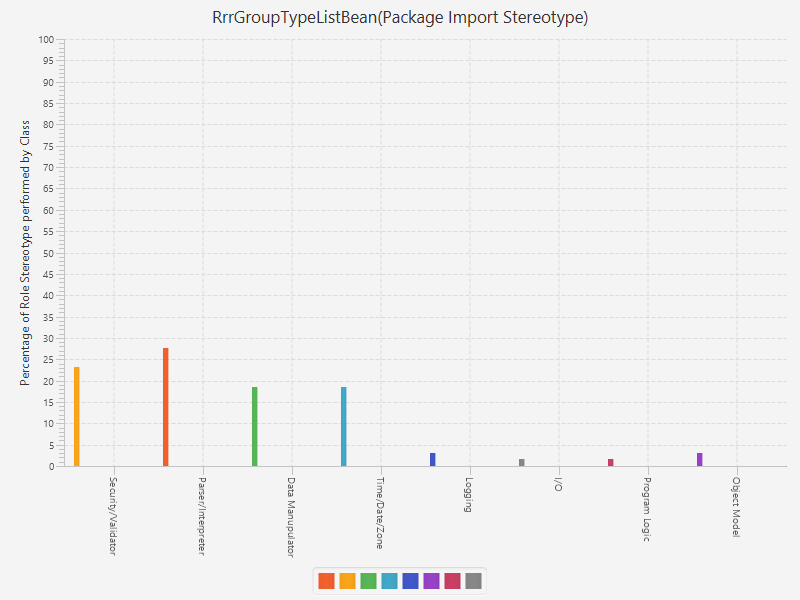 RrrGroupTypeListBean(Package Import Stereotype)
Percentage of Role Stereotype performed by Class
100
95
90
85
80
75
70
65
60
55
50
45
40
35
30
25
20
15
10
5
0
Security/Validator
Parser/Interpreter
Data Manupulator
Time/Date/Zone
Logging
I/O
Program Logic
Object Model